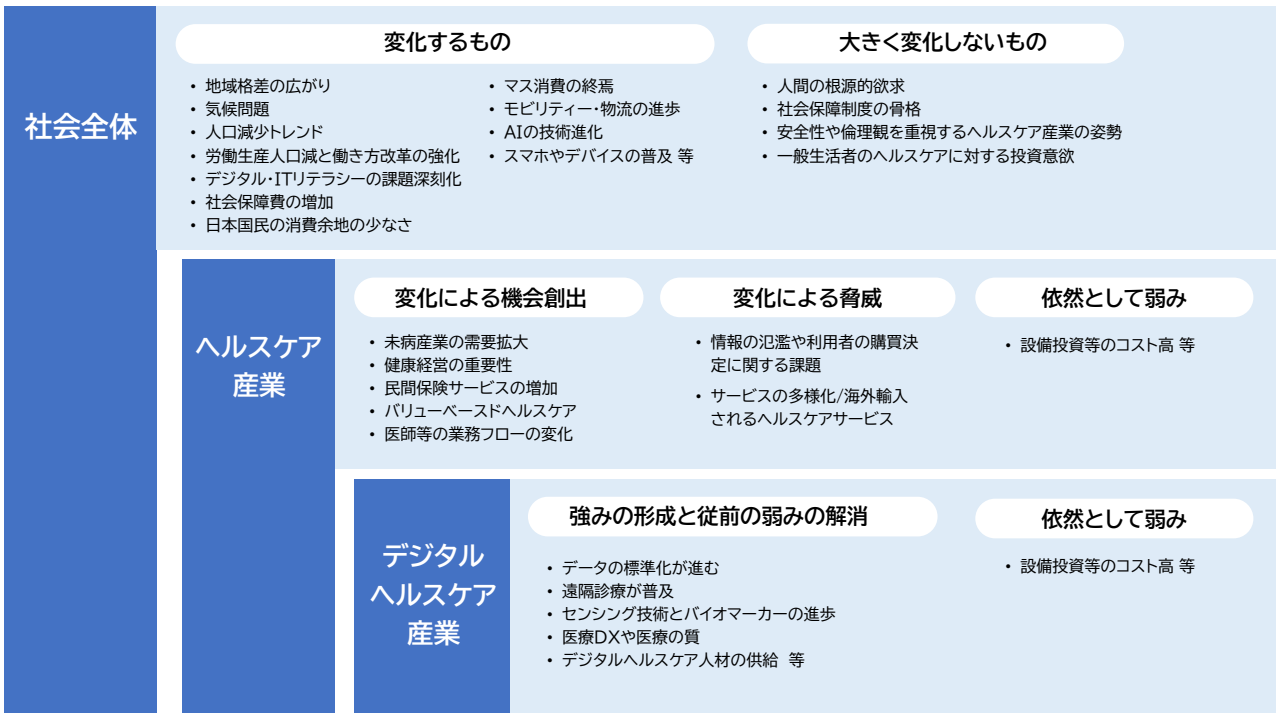 社会全体
変化するもの
• 地域格差の広がり
• 気候問題
• 人口減少トレンド
• 労働生産人口減と働き方改革の強化
• デジタル・ITリテラシーの課題深刻化
• 社会保障費の増加
• 日本国民の消費余地の少なさ
• マス消費の終焉
• モビリティー・物流の進歩
• AIの技術進化
• スマホやデバイスの普及 等
大きく変化しないもの
• 人間の根源的欲求
• 社会保障制度の骨格
• 安全性や倫理観を重視するヘルスケア産業の姿勢
• 一般生活者のヘルスケアに対する投資意欲
ヘルスケア
産業
変化による機会創出
• 未病産業の需要拡大
• 健康経営の重要性
• 民間保険サービスの増加
• バリューベースドヘルスケア
• 医師等の業務フローの変化
変化による脅威
• 情報の氾濫や利用者の購買決
定に関する課題
• サービスの多様化/海外輸入
されるヘルスケアサービス
依然として弱み
• 設備投資等のコスト高 等
デジタル
ヘルスケア
産業
強みの形成と従前の弱みの解消
• データの標準化が進む
• 遠隔診療が普及
• センシング技術とバイオマーカーの進歩
• 医療DXや医療の質
• デジタルヘルスケア人材の供給 等
依然として弱み
• 設備投資等のコスト高 等